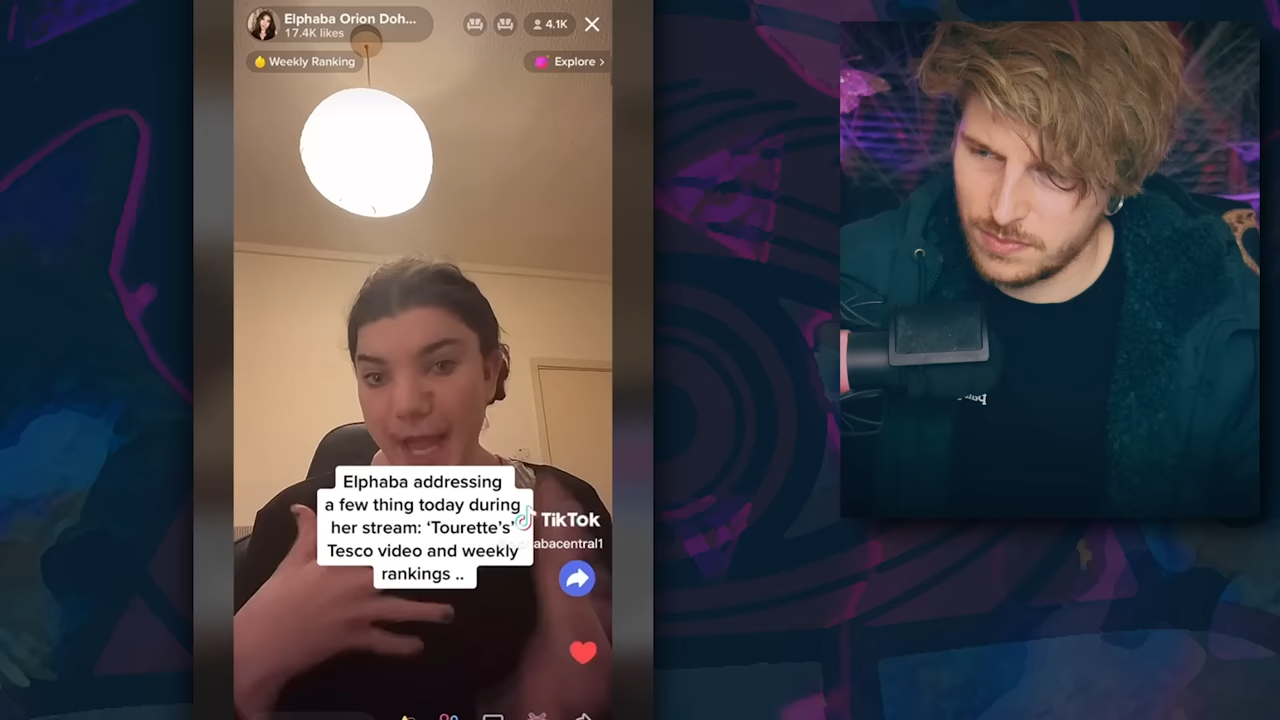 Elphaba Orion Doh...
17.4K likes
4.1K
Weekly Ranking
Explore >
Elphaba addressing
a few thing today during
her stream: ‘Tourette’s’
Tesco video and weekly
rankings ..
TikTok
abacentral1